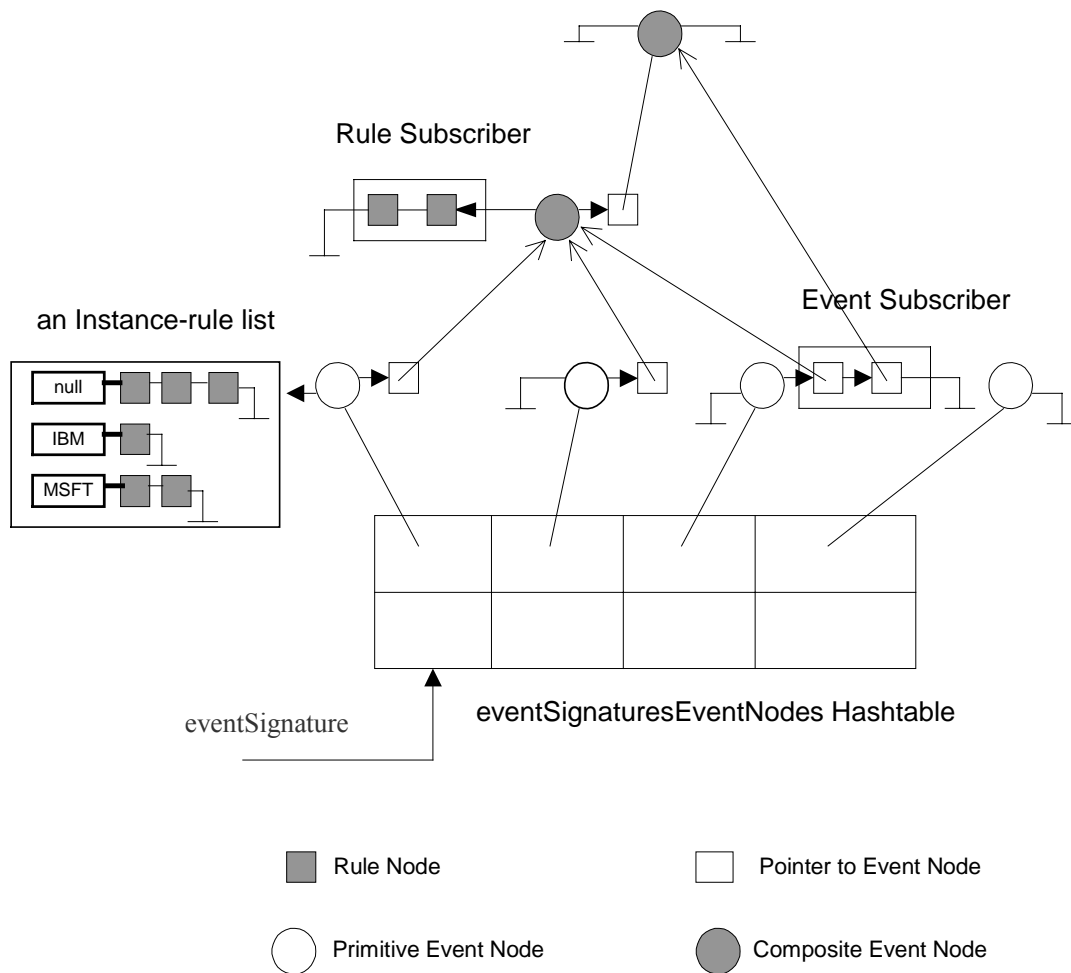 Rule Subscriber
Event Subscriber
an Instance-rule list
null
IBM
MSFT
eventSignaturesEventNodes Hashtable
eventSignature
Rule Node
Pointer to Event Node
Primitive Event Node
Composite Event Node